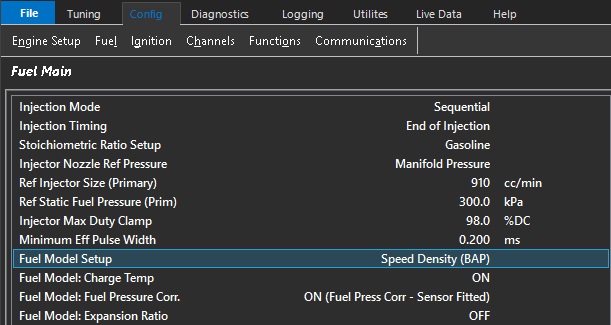 File Tuning Config Diagnostics Logging Utilites Live Data Help
Engine Setup Fuel Ignition Channels Functions Communications
Fuel Main
Injection Mode Sequential
Injection Timing End of Injection
Stoichiometric Ratio Setup Gasoline
Injector Nozzle Ref Pressure Manifold Pressure
Ref Injector Size (Primary) 910 cc/min
Ref Static Fuel Pressure (Prim) 300.0 kPa
Injector Max Duty Clamp 98.0 %DC
Minimum Eff Pulse Width 0.200 ms
Fuel Model Setup Speed Density (BAP)
Fuel Model: Charge Temp ON
Fuel Model: Fuel Pressure Corr. ON (Fuel Press Corr - Sensor Fitted)
Fuel Model: Expansion Ratio OFF